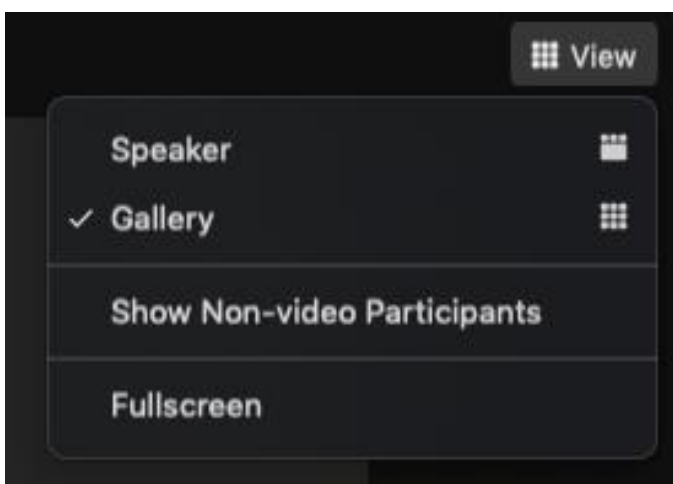 View
Speaker
Gallery
Show Non-video Participants
Fullscreen